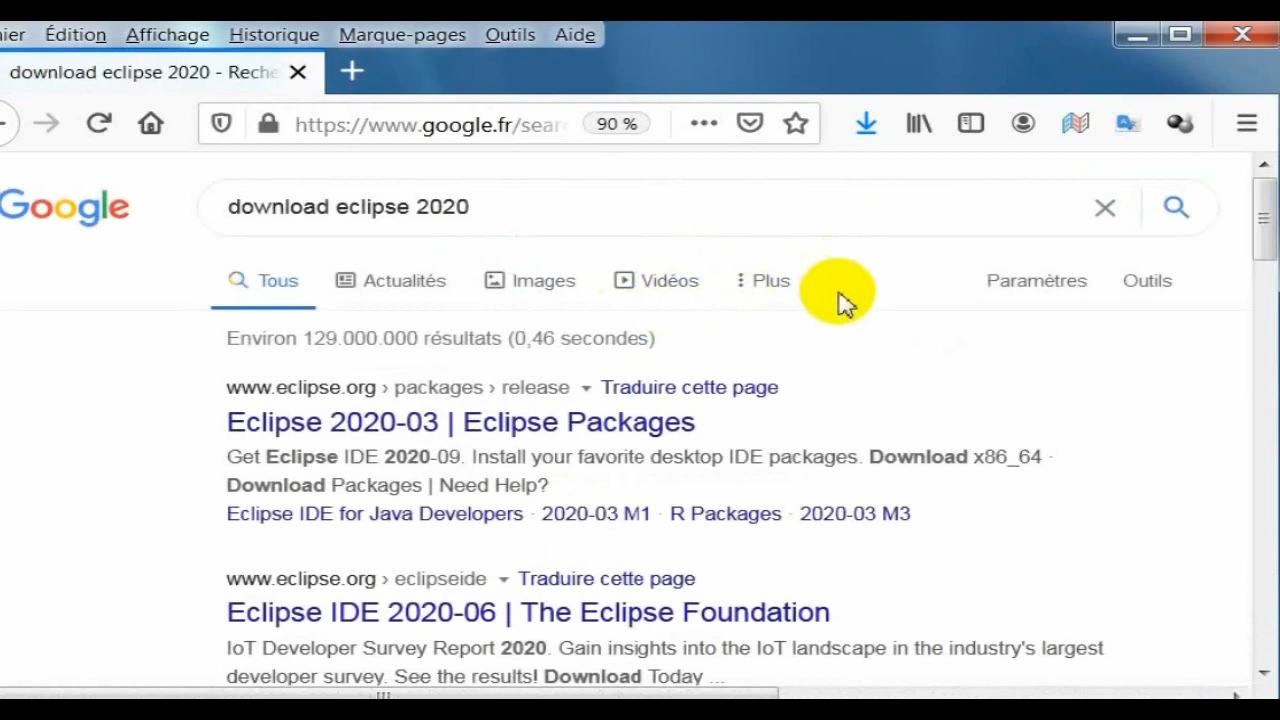 Édition Affichage Historique Marque-pages Outils Aide
download eclipse 2020 - Reche
https://www.google.fr/sear 90 %
Google download eclipse 2020
Tous Actualités Images Vidéos Plus Paramètres Outils
Environ 129.000.000 résultats (0,46 secondes)
www.eclipse.org › packages › release Traduire cette page
Eclipse 2020-03 | Eclipse Packages
Get Eclipse IDE 2020-09. Install your favorite desktop IDE packages. Download x86_64 ·
Download Packages | Need Help?
Eclipse IDE for Java Developers · 2020-03 M1 · R Packages · 2020-03 M3
www.eclipse.org › eclipseide Traduire cette page
Eclipse IDE 2020-06 | The Eclipse Foundation
IoT Developer Survey Report 2020. Gain insights into the IoT landscape in the industry's largest
developer survey. See the results! Download Today ...